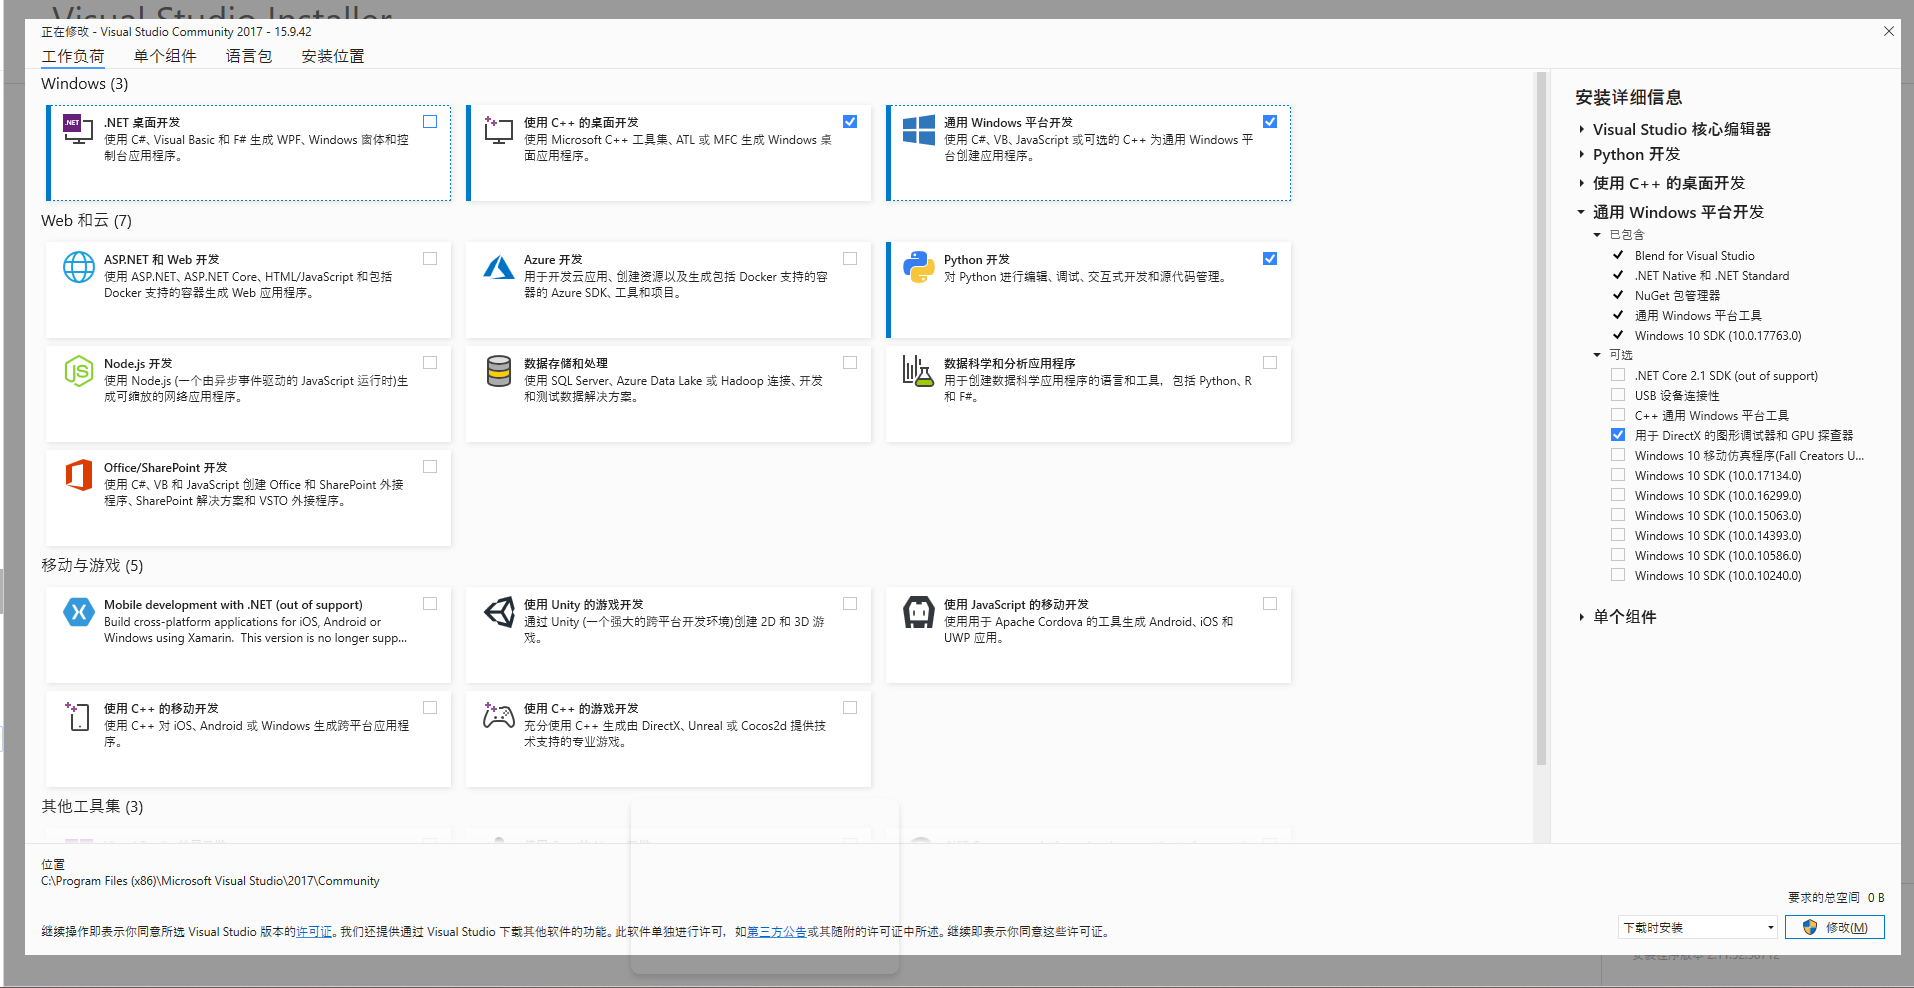 Visual Studio Installer
正在修改 - Visual Studio Community 2017 - 15.9.42
工作负荷 单个组件 语言包 安装位置
Windows (3)
.NET 桌面开发
使用 C#、Visual Basic 和 F# 生成 WPF、Windows 窗体和控
制台应用程序。
使用 C++ 的桌面开发
使用 Microsoft C++ 工具集、ATL 或 MFC 生成 Windows 桌
面应用程序。
通用 Windows 平台开发
使用 C#、VB、JavaScript 或可选的 C++ 为通用 Windows 平
台创建应用程序。
Web 和云 (7)
ASP.NET 和 Web 开发
使用 ASP.NET、ASP.NET Core、HTML/JavaScript 和包括
Docker 支持的容器生成 Web 应用程序。
Azure 开发
用于开发云应用、创建资源以及生成包括 Docker 支持的容
器的 Azure SDK、工具和项目。
Python 开发
对 Python 进行编辑、调试、交互式开发和源代码管理。
Node.js 开发
使用 Node.js (一个由异步事件驱动的 JavaScript 运行时)生
成可缩放的网络应用程序。
数据存储和处理
使用 SQL Server、Azure Data Lake 或 Hadoop 连接、开发
和测试数据解决方案。
数据科学和分析应用程序
用于创建数据科学应用程序的语言和工具，包括 Python、R
和 F#。
Office/SharePoint 开发
使用 C#、VB 和 JavaScript 创建 Office 和 SharePoint 外接
程序、SharePoint 解决方案和 VSTO 外接程序。
移动与游戏 (5)
Mobile development with .NET (out of support)
Build cross-platform applications for iOS, Android or
Windows using Xamarin. This version is no longer supp...
使用 Unity 的游戏开发
通过 Unity (一个强大的跨平台开发环境)创建 2D 和 3D 游
戏。
使用 JavaScript 的移动开发
使用用于 Apache Cordova 的工具生成 Android、iOS 和
UWP 应用。
使用 C++ 的移动开发
使用 C++ 对 iOS、Android 或 Windows 生成跨平台应用程
序。
使用 C++ 的游戏开发
充分使用 C++ 生成由 DirectX、Unreal 或 Cocos2d 提供技
术支持的专业游戏。
其他工具集 (3)
安装详细信息
Visual Studio 核心编辑器
Python 开发
使用 C++ 的桌面开发
通用 Windows 平台开发
已包含
Blend for Visual Studio
.NET Native 和 .NET Standard
NuGet 包管理器
通用 Windows 平台工具
Windows 10 SDK (10.0.17763.0)
可选
.NET Core 2.1 SDK (out of support)
USB 设备连接性
C++ 通用 Windows 平台工具
用于 DirectX 的图形调试器和 GPU 探查器
Windows 10 移动仿真程序(Fall Creators U...
Windows 10 SDK (10.0.17134.0)
Windows 10 SDK (10.0.16299.0)
Windows 10 SDK (10.0.15063.0)
Windows 10 SDK (10.0.14393.0)
Windows 10 SDK (10.0.10586.0)
Windows 10 SDK (10.0.10240.0)
单个组件
位置
C:\Program Files (x86)\Microsoft Visual Studio\2017\Community
要求的总空间 0 B
继续操作即表示你同意所选 Visual Studio 版本的许可证。我们还提供通过 Visual Studio 下载其他软件的功能。此软件单独进行许可，如第三方公告或其随附的许可证中所述。继续即表示你同意这些许可证。
下载时安装
修改(M)